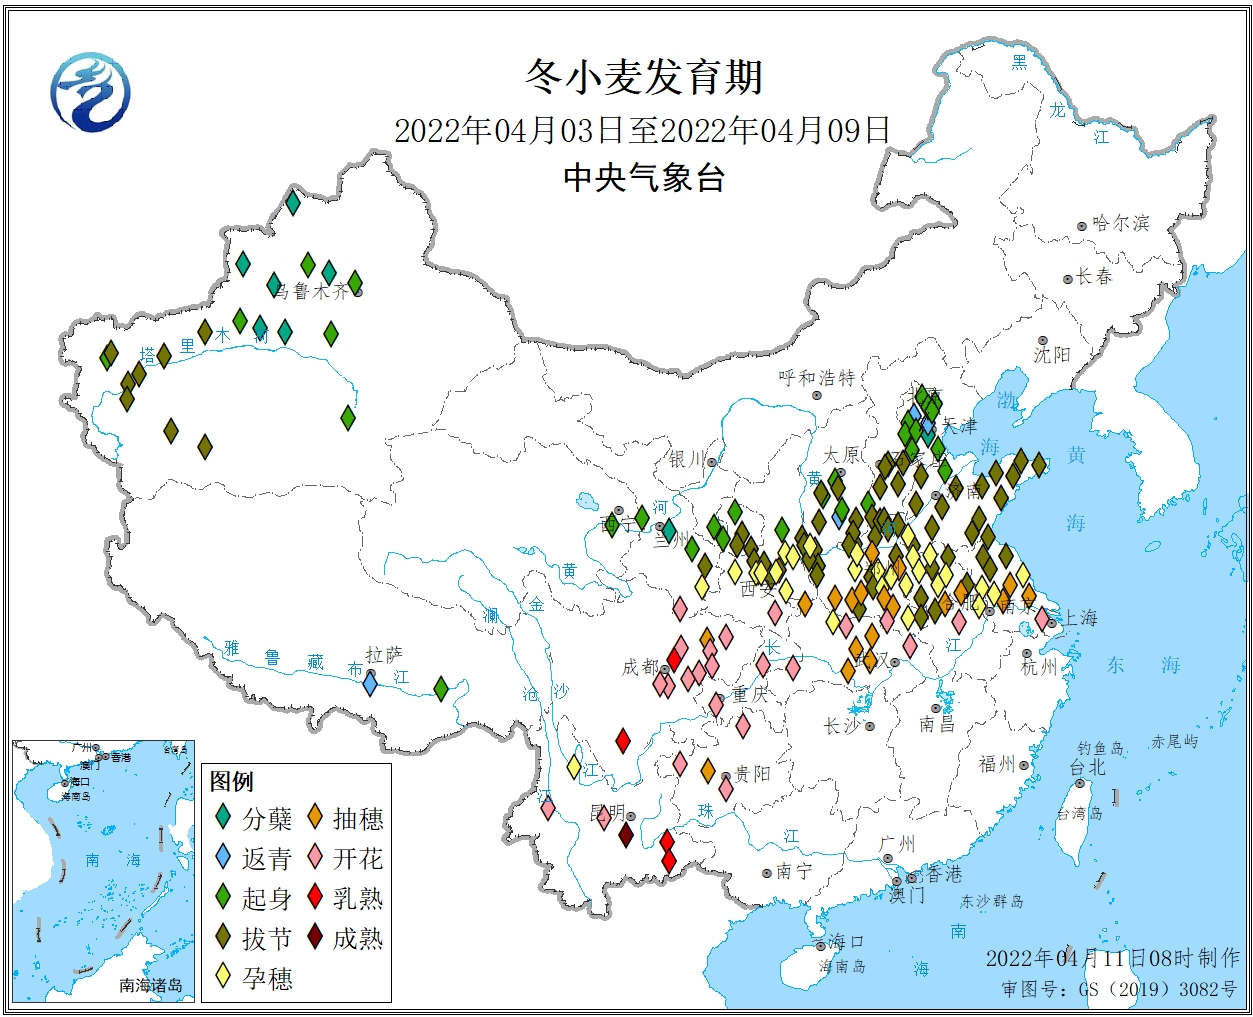 冬小麦发育期
2022年04月03日至2022年04月09日
中央气象台
黑
龙
江
哈尔滨
长春
沈阳
乌鲁木齐
塔 里 木 河
呼和浩特
北京
天津
渤
海
黄
海
银川
太原
石家庄
济南
黄
河
西宁
兰州
黄
西安
郑州
合肥
南京
上海
澜
金
雅 鲁 藏 布 江
拉萨
成都
长
江
武汉
杭州
东 海
沧
沙
重庆
长沙
南昌
钓鱼岛
赤尾屿
福州
台北
台湾岛
江
贵阳
江
昆明
珠
江
广州
香港
澳门
南宁
东沙群岛
海口
海南岛
南
海
广州
香港
澳门
海口
海南岛
台湾岛
南 海
南海诸岛
图例
分蘖
抽穗
返青
开花
起身
乳熟
拔节
成熟
孕穗
2022年04月11日08时制作
审图号：GS（2019）3082号